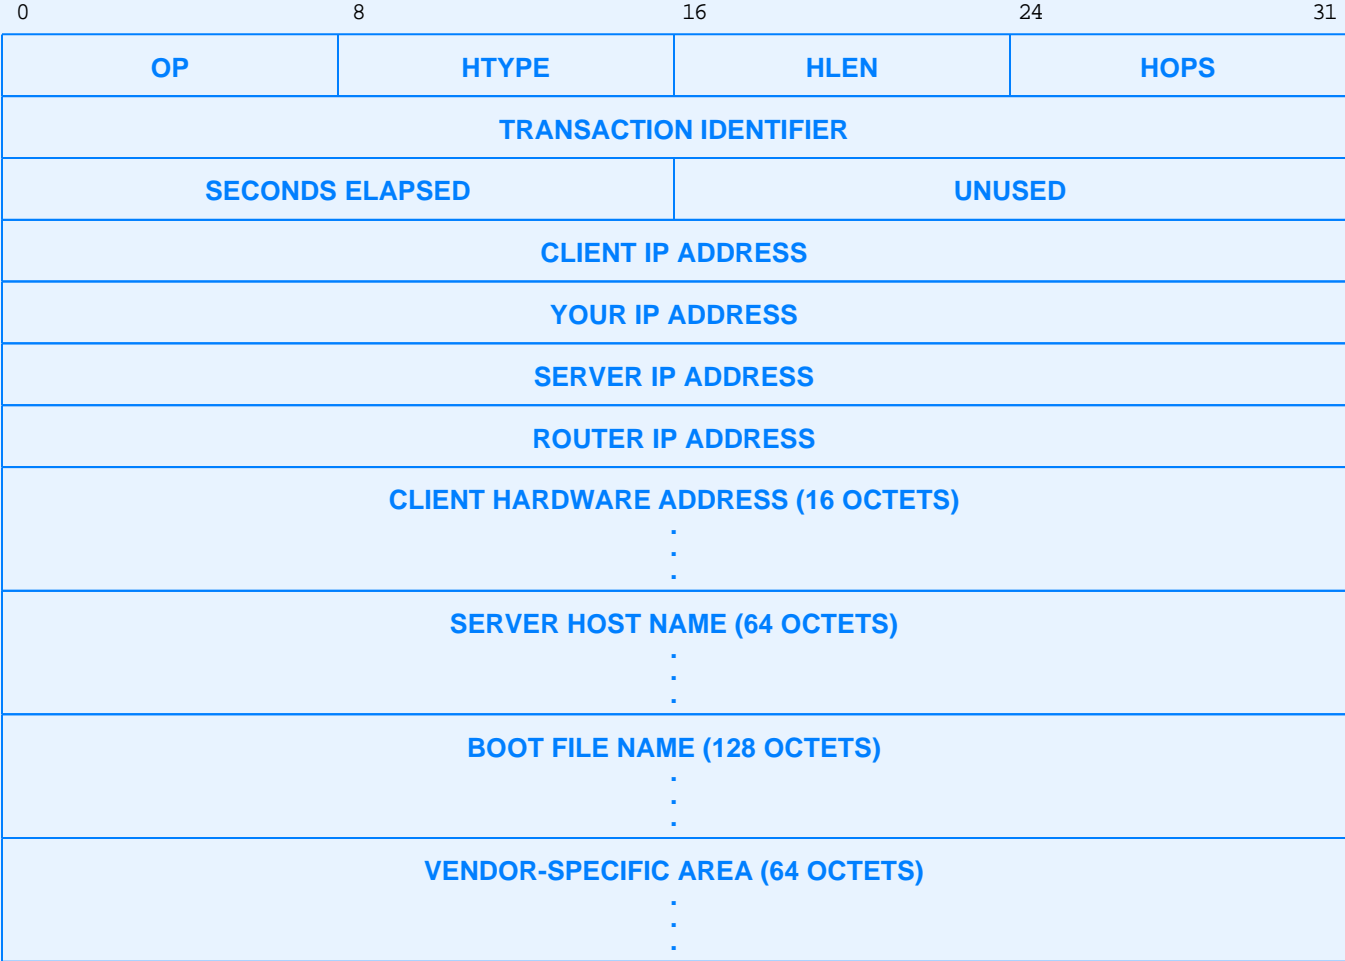 0 8 16 24 31
OP HTYPE HLEN HOPS
TRANSACTION IDENTIFIER
SECONDS ELAPSED UNUSED
CLIENT IP ADDRESS
YOUR IP ADDRESS
SERVER IP ADDRESS
ROUTER IP ADDRESS
CLIENT HARDWARE ADDRESS (16 OCTETS)
.
.
.
SERVER HOST NAME (64 OCTETS)
.
.
.
BOOT FILE NAME (128 OCTETS)
.
.
.
VENDOR-SPECIFIC AREA (64 OCTETS)
.
.
.